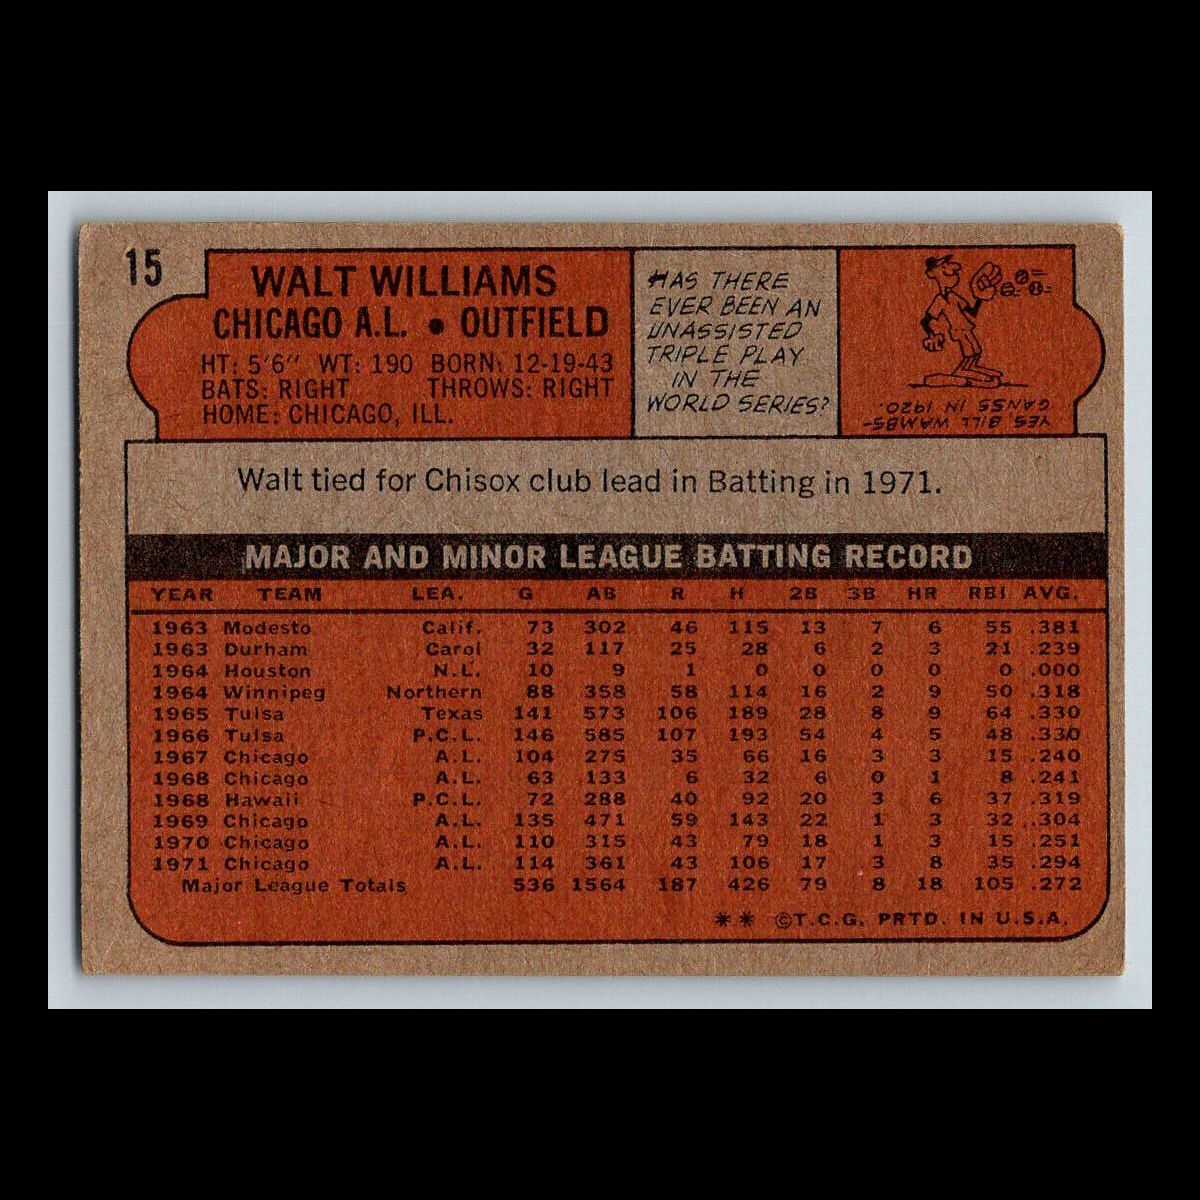 15
WALT WILLIAMS
CHICAGO A.L. • OUTFIELD
HT: 5'6" WT: 190 BORN: 12-19-43
BATS: RIGHT THROWS: RIGHT
HOME: CHICAGO, ILL.
HAS THERE
EVER BEEN AN
UNASSISTED
TRIPLE PLAY
IN THE
WORLD SERIES?
YES, BILL WAMBS-
GANSS IN 1920.
Walt tied for Chisox club lead in Batting in 1971.
MAJOR AND MINOR LEAGUE BATTING RECORD
YEAR TEAM LEA. G AB R H 2B 3B HR RBI AVG.
1963 Modesto Calif. 73 302 46 115 13 7 6 55 .381
1963 Durham Carol 32 117 25 28 6 2 3 21 .239
1964 Houston N.L. 10 9 1 0 0 0 0 0 .000
1964 Winnipeg Northern 88 358 58 114 16 2 9 50 .318
1965 Tulsa Texas 141 573 106 189 28 8 9 64 .330
1966 Tulsa P.C.L. 146 585 107 193 54 4 5 48 .330
1967 Chicago A.L. 104 275 35 66 16 3 3 15 .240
1968 Chicago A.L. 63 133 6 32 6 0 1 8 .241
1968 Hawaii P.C.L. 72 288 40 92 20 3 6 37 .319
1969 Chicago A.L. 135 471 59 143 22 1 3 32 .304
1970 Chicago A.L. 110 315 43 79 18 1 3 15 .251
1971 Chicago A.L. 114 361 43 106 17 3 8 35 .294
Major League Totals 536 1564 187 426 79 8 18 105 .272
** ©T.C.G. PRTD. IN U.S.A.